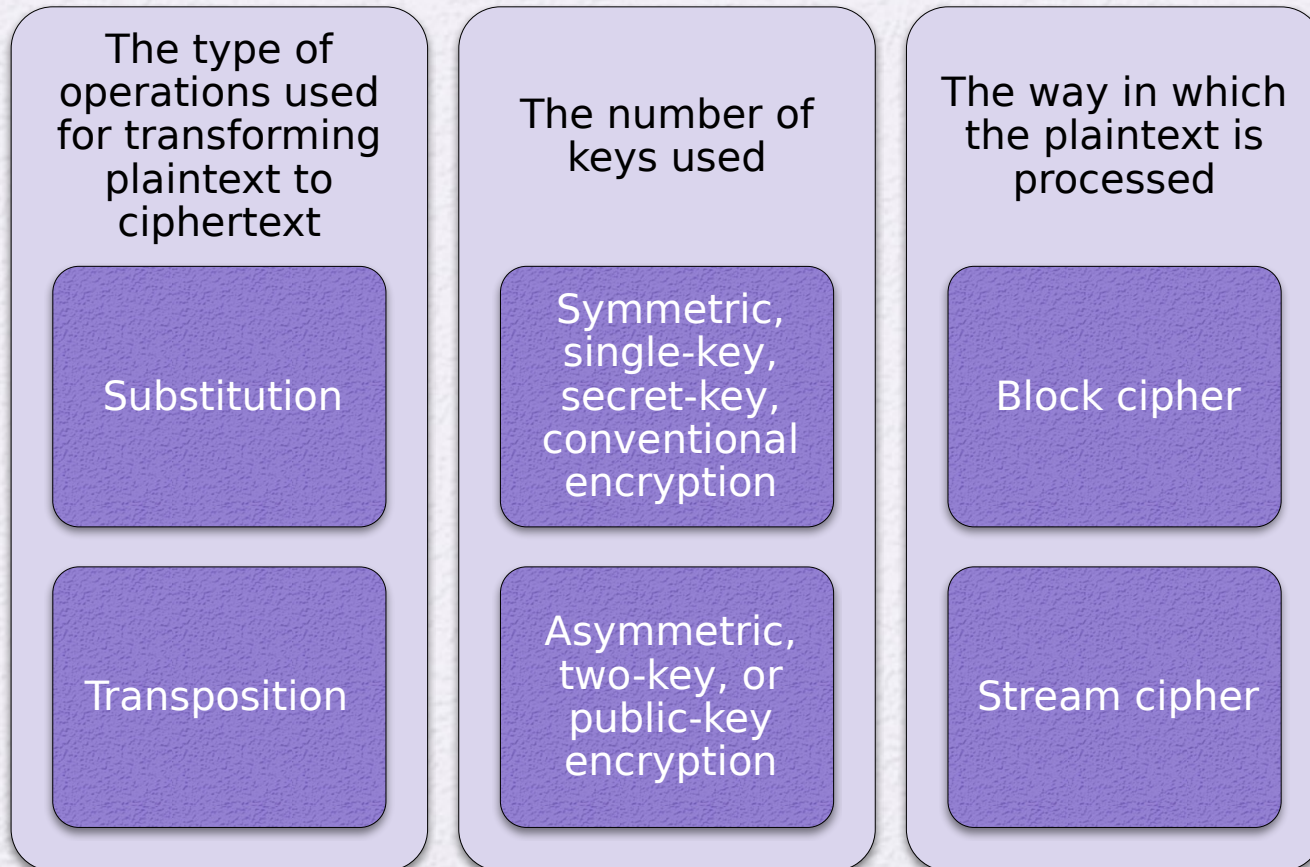 The type of
operations used
for transforming
plaintext to
ciphertext
Substitution
Transposition
The number of
keys used
Symmetric,
single-key,
secret-key,
conventional
encryption
Asymmetric,
two-key, or
public-key
encryption
The way in which
the plaintext is
processed
Block cipher
Stream cipher